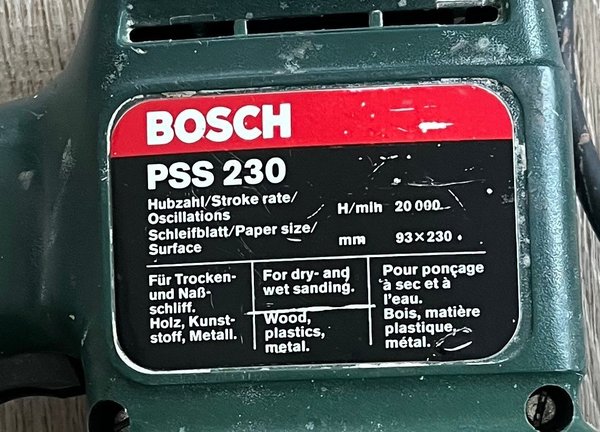 BOSCH
PSS 230
Hubzahl/Stroke rate/
Oscillations H/min 20 000
Schleifblatt/Paper size/
Surface mm 93×230
Für Trocken-
und Naß-
schliff.
Holz, Kunst-
stoff, Metall.
For dry- and
wet sanding.
Wood,
plastics,
metal.
Pour ponçage
à sec et à
l'eau.
Bois, matière
plastique,
métal.